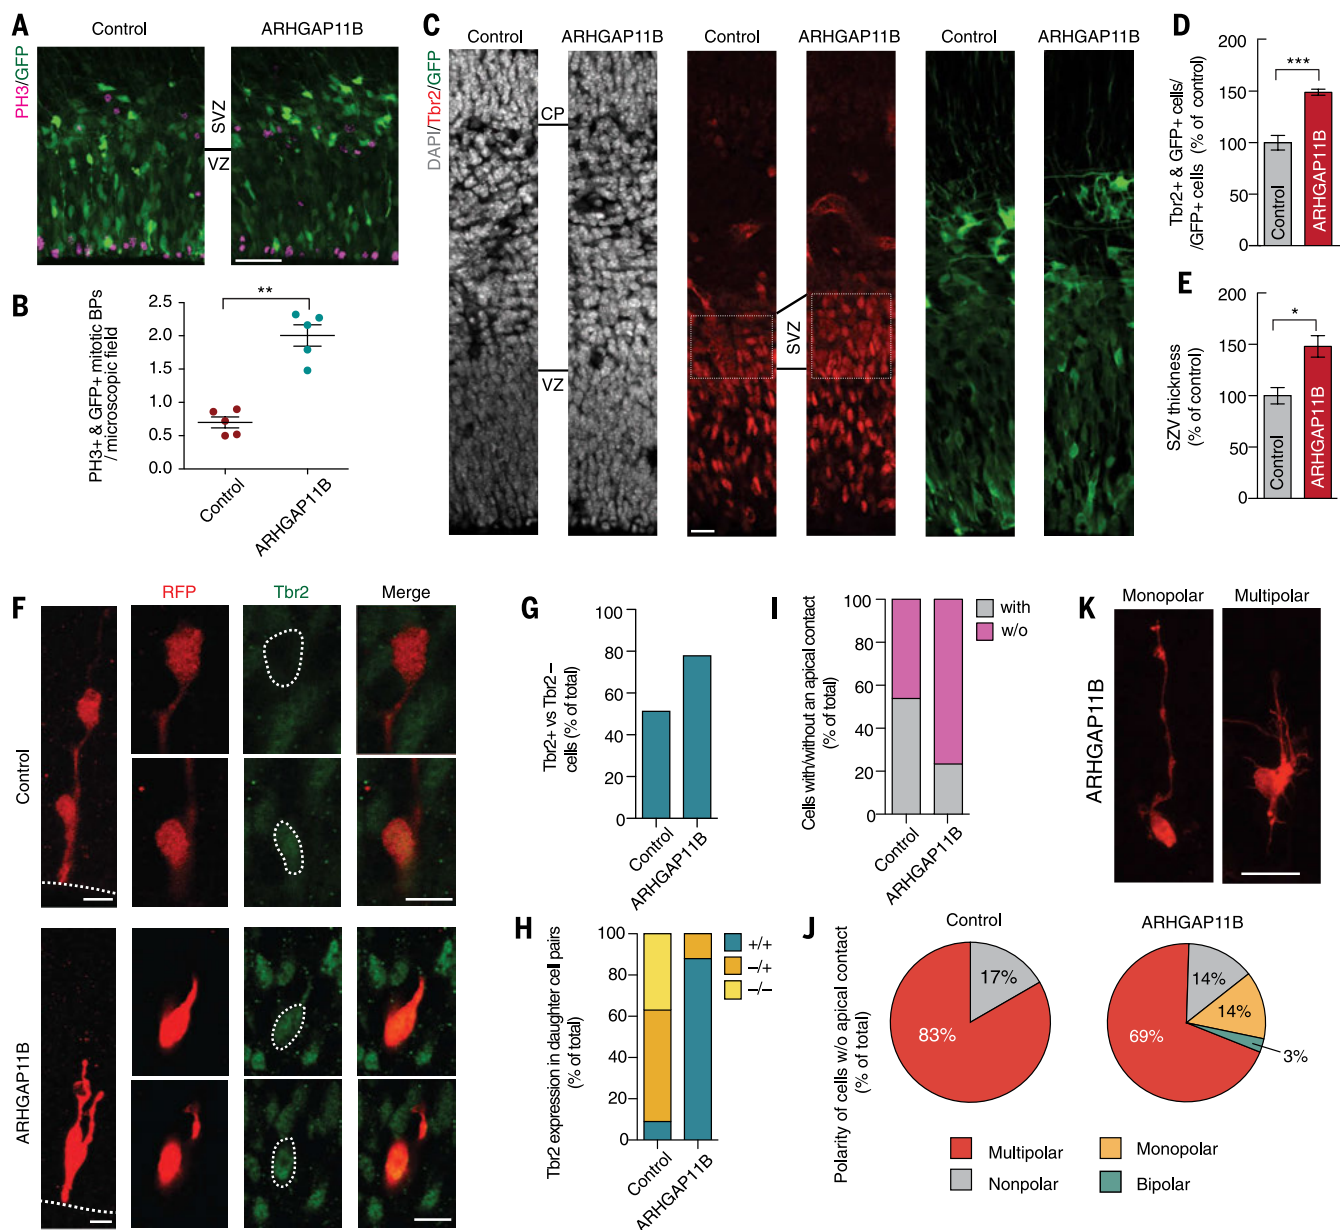 A
Control
ARHGAP11B
PH3/GFP
SVZ
VZ
B
PH3+ & GFP+ mitotic BPs
/ microscopic field
2.5
2.0
1.5
1.0
0.5
0.0
**
Control
ARHGAP11B
C
Control
ARHGAP11B
Control
ARHGAP11B
Control
ARHGAP11B
DAPI/Tbr2/GFP
CP
VZ
SVZ
D
Tbr2+ & GFP+ cells/
/GFP+ cells (% of control)
200
150
100
50
0
***
Control
ARHGAP11B
E
SZV thickness
(% of control)
200
150
100
50
0
*
Control
ARHGAP11B
F
RFP
Tbr2
Merge
Control
ARHGAP11B
G
Tbr2+ vs Tbr2 –
cells (% of total)
100
80
60
40
20
0
Control
ARHGAP11B
H
Tbr2 expression in daughter cell pairs
(% of total)
100
80
60
40
20
0
+/+
–/+
–/–
Control
ARHGAP11B
I
Cells with/without an apical contact
(% of total)
100
80
60
40
20
0
with
w/o
Control
ARHGAP11B
J
Polarity of cells w/o apical contact
(% of total)
Control
17%
83%
ARHGAP11B
14%
14%
69%
3%
Multipolar
Monopolar
Nonpolar
Bipolar
K
Monopolar
Multipolar
ARHGAP11B